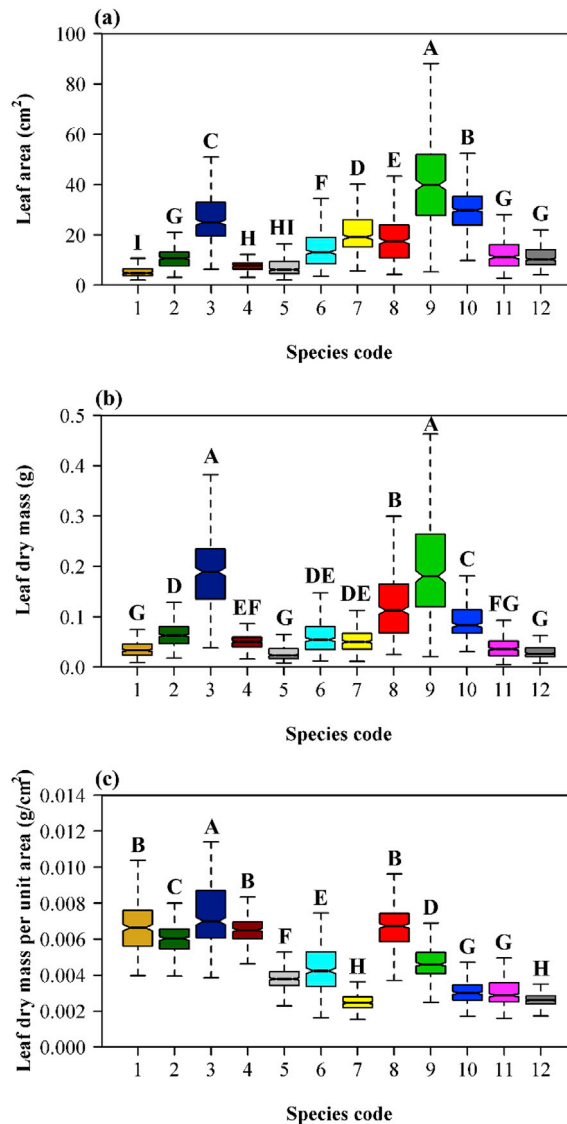 (a)
Leaf area (cm²)
100
80
60
40
20
0
I G C H HI F D E A B G G
1 2 3 4 5 6 7 8 9 10 11 12
Species code
(b)
Leaf dry mass (g)
0.5
0.4
0.3
0.2
0.1
0.0
G D A EF G DE DE B A C FG G
1 2 3 4 5 6 7 8 9 10 11 12
Species code
(c)
Leaf dry mass per unit area (g/cm²)
0.014
0.012
0.010
0.008
0.006
0.004
0.002
0.000
B C A B F E H B D G G H
1 2 3 4 5 6 7 8 9 10 11 12
Species code